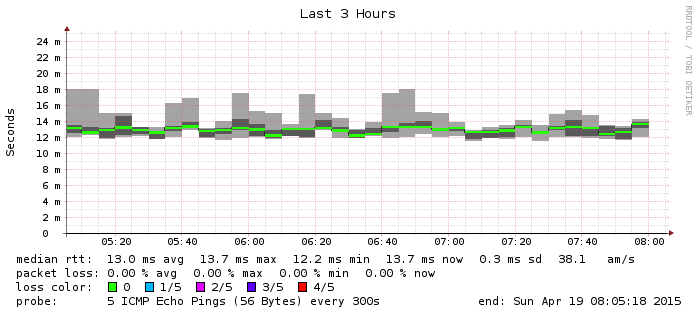 Last 3 Hours
RRDTOOL / TOBI OETIKER
Seconds
24 m
22 m
20 m
18 m
16 m
14 m
12 m
10 m
8 m
6 m
4 m
2 m
0
05:20 05:40 06:00 06:20 06:40 07:00 07:20 07:40 08:00
median rtt: 13.0 ms avg 13.7 ms max 12.2 ms min 13.7 ms now 0.3 ms sd 38.1 am/s
packet loss: 0.00 % avg 0.00 % max 0.00 % min 0.00 % now
loss color: 0 1/5 2/5 3/5 4/5
probe: 5 ICMP Echo Pings (56 Bytes) every 300s end: Sun Apr 19 08:05:18 2015